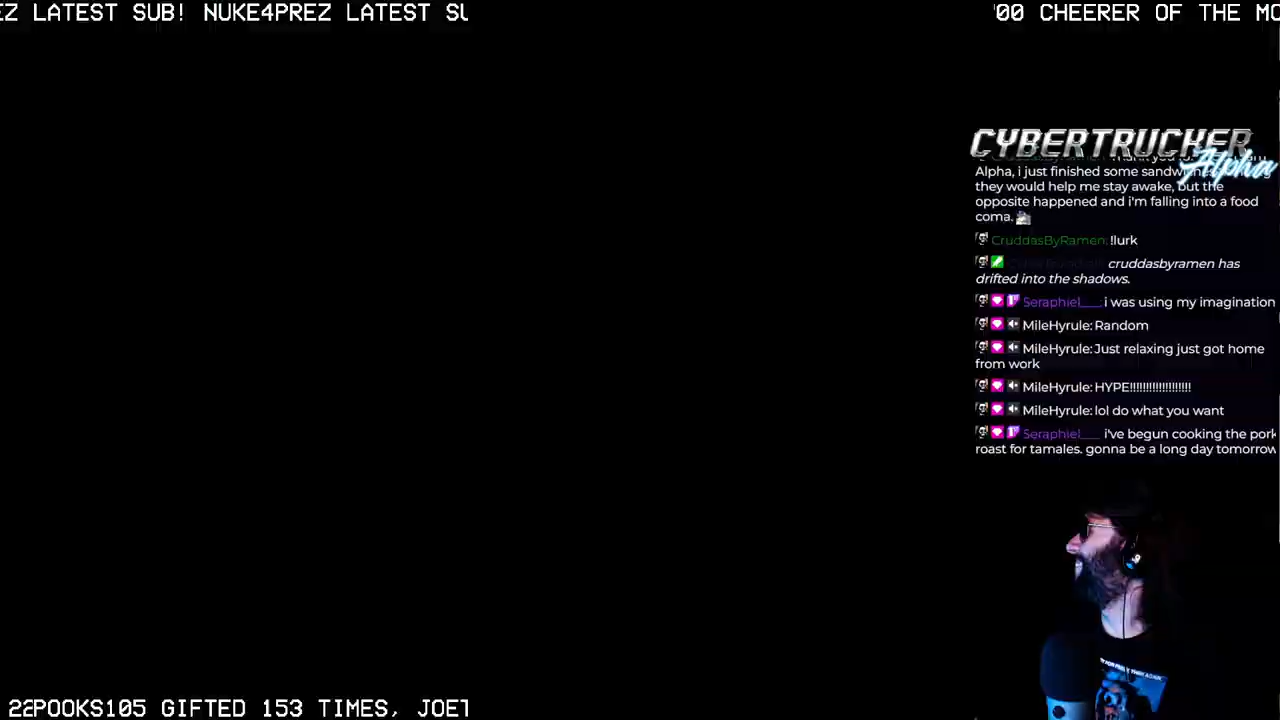 EZ LATEST SUB! NUKE4PREZ LATEST SU
00 CHEERER OF THE MO
CYBERTRUCKER
Alpha
Alpha, i just finished some
they would help me stay awake, but the
opposite happened and i'm falling into a food
coma.
CruddasByRamen: !lurk
cruddasbyramen has
drifted into the shadows.
Seraphiel__: i was using my imagination
MileHyrule: Random
MileHyrule: Just relaxing just got home
from work
MileHyrule: HYPE!!!!!!!!!!!!!!!!!!!
MileHyrule: lol do what you want
Seraphiel__: i've begun cooking the pork
roast for tamales. gonna be a long day tomorrow
22POOKS105 GIFTED 153 TIMES, JOET